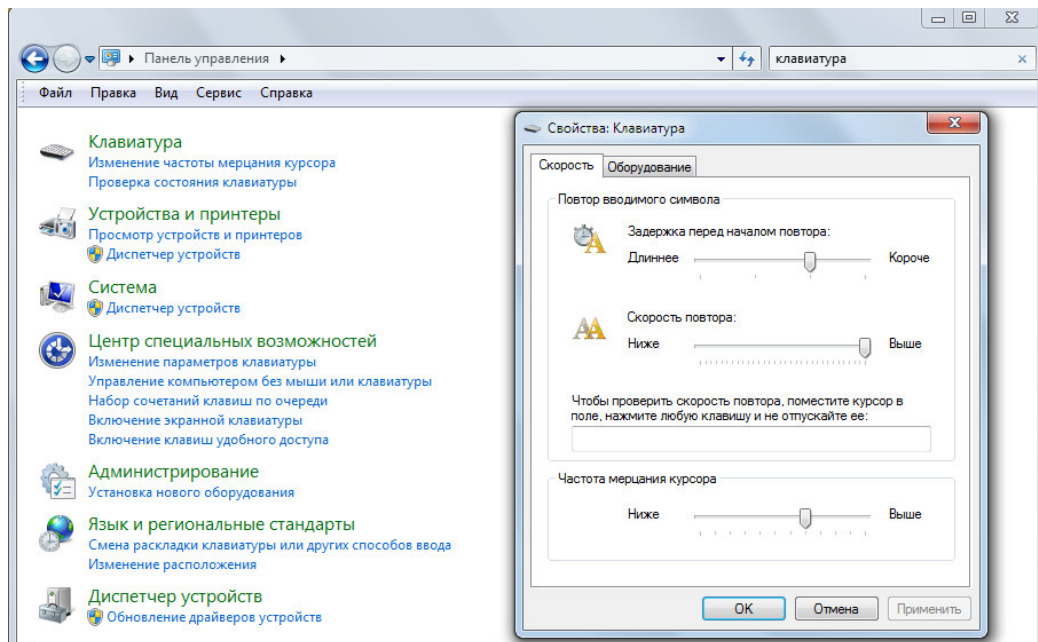 Панель управления
клавиатура
Файл Правка Вид Сервис Справка
Клавиатура
Изменение частоты мерцания курсора
Проверка состояния клавиатуры
Устройства и принтеры
Просмотр устройств и принтеров
Диспетчер устройств
Система
Диспетчер устройств
Центр специальных возможностей
Изменение параметров клавиатуры
Управление компьютером без мыши или клавиатуры
Набор сочетаний клавиш по очереди
Включение экранной клавиатуры
Включение клавиш удобного доступа
Администрирование
Установка нового оборудования
Язык и региональные стандарты
Смена раскладки клавиатуры или других способов ввода
Изменение расположения
Диспетчер устройств
Обновление драйверов устройств
Свойства: Клавиатура
Скорость Оборудование
Повтор вводимого символа
Задержка перед началом повтора:
Длиннее Короче
Скорость повтора:
Ниже Выше
Чтобы проверить скорость повтора, поместите курсор в
поле, нажмите любую клавишу и не отпускайте ее:
Частота мерцания курсора
Ниже Выше
OK Отмена Применить